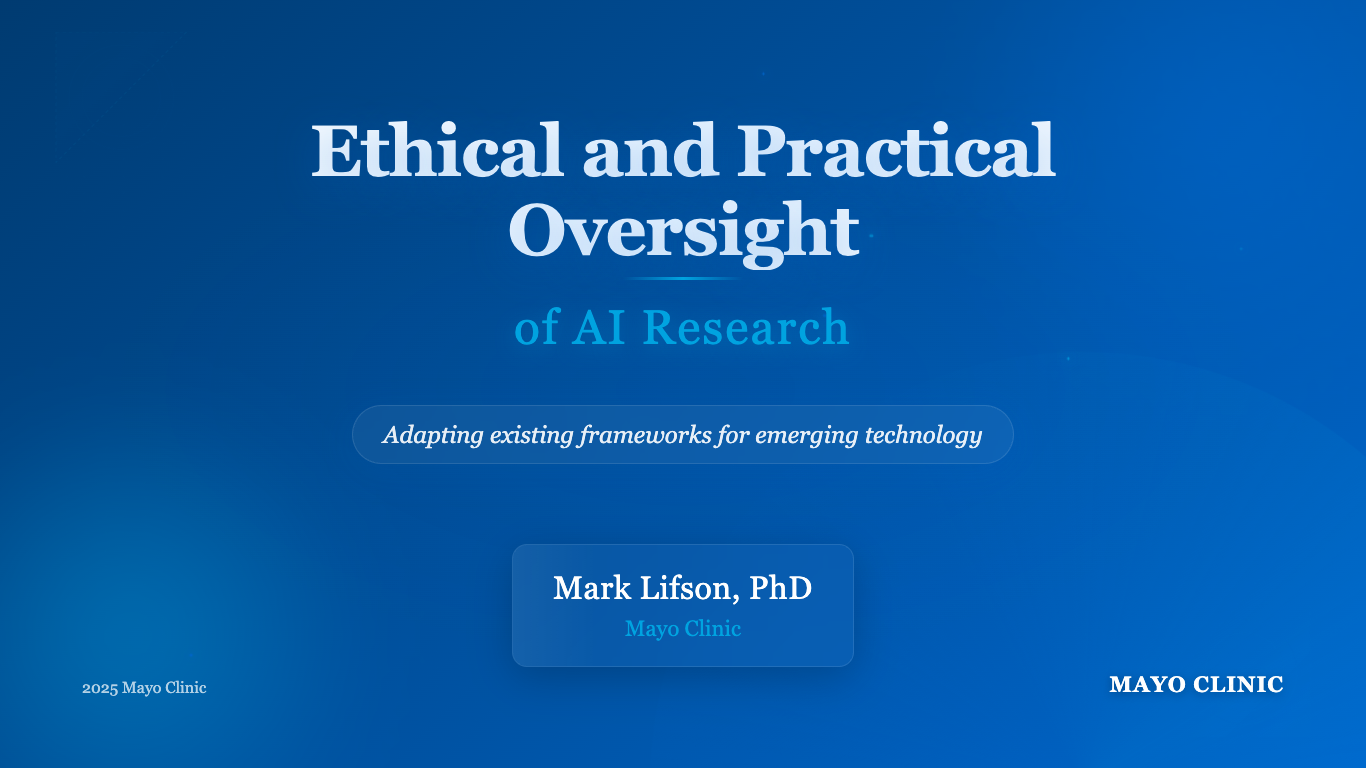 Ethical and Practical
Oversight
of AI Research
Adapting existing frameworks for emerging technology
Mark Lifson, PhD
Mayo Clinic
2025 Mayo Clinic
MAYO CLINIC